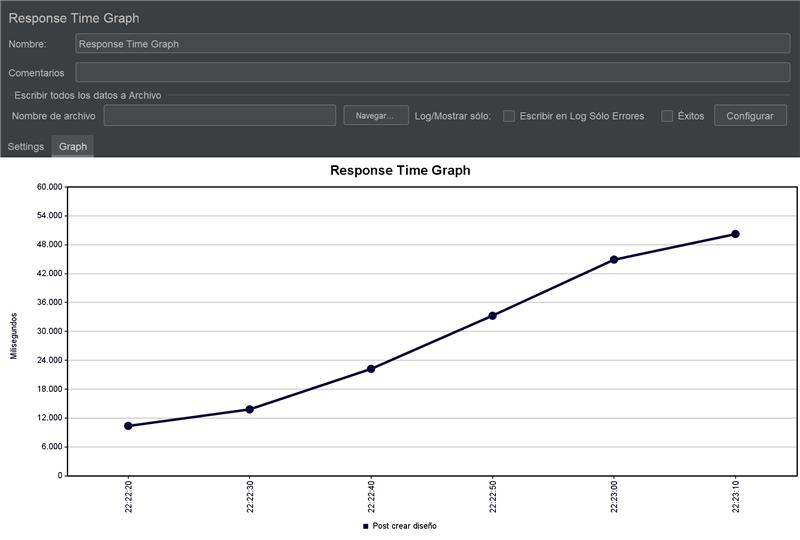 Response Time Graph
Nombre: Response Time Graph
Comentarios
Escribir todos los datos a Archivo
Nombre de archivo Navegar... Log/Mostrar sólo: Escribir en Log Sólo Errores Éxitos Configurar
Settings Graph
Response Time Graph
60.000
54.000
48.000
42.000
36.000
30.000
24.000
18.000
12.000
6.000
0
Milisegundos
22:22:20 22:22:30 22:22:40 22:22:50 22:23:00 22:23:10
Post crear diseño